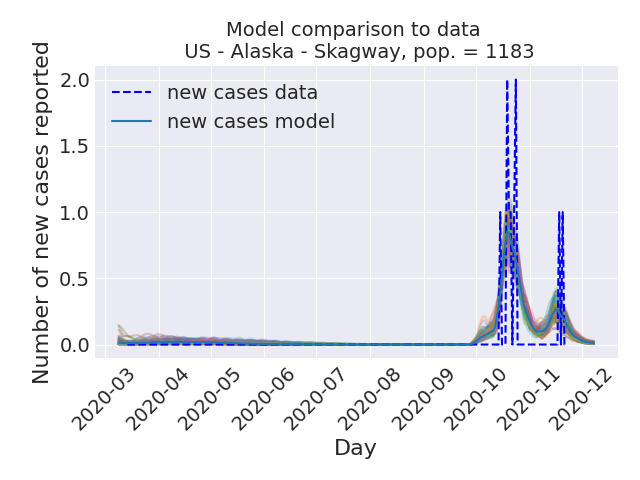 Model comparison to data
US - Alaska - Skagway, pop. = 1183
Number of new cases reported
2.0
1.5
1.0
0.5
0.0
new cases data
new cases model
2020-03
2020-04
2020-05
2020-06
2020-07
2020-08
2020-09
2020-10
2020-11
2020-12
Day